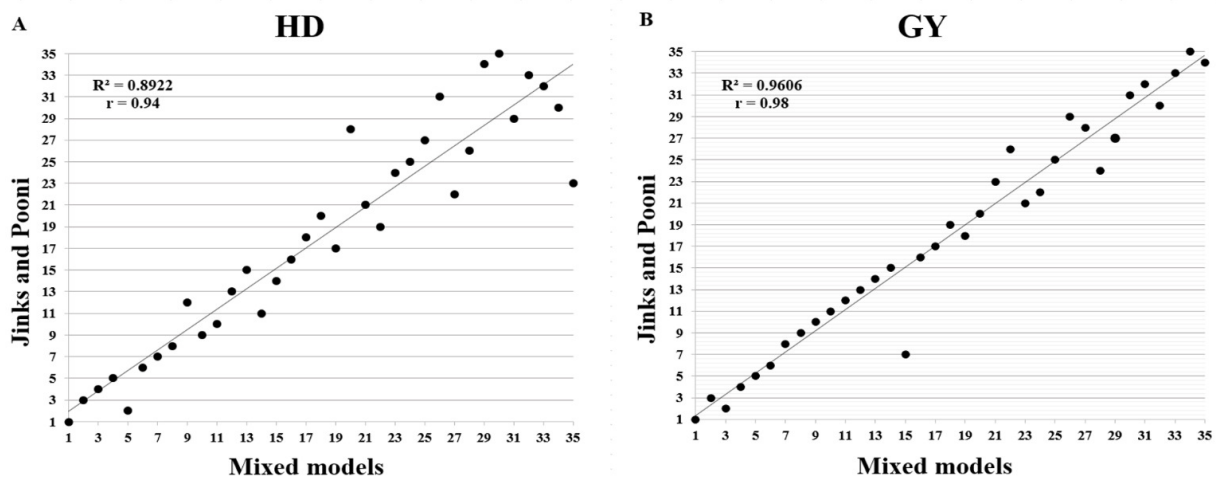 A
HD
R² = 0.8922
r = 0.94
Jinks and Pooni
35
33
31
29
27
25
23
21
19
17
15
13
11
9
7
5
3
1
1 3 5 7 9 11 13 15 17 19 21 23 25 27 29 31 33 35
Mixed models
B
GY
R² = 0.9606
r = 0.98
Jinks and Pooni
35
33
31
29
27
25
23
21
19
17
15
13
11
9
7
5
3
1
1 3 5 7 9 11 13 15 17 19 21 23 25 27 29 31 33 35
Mixed models